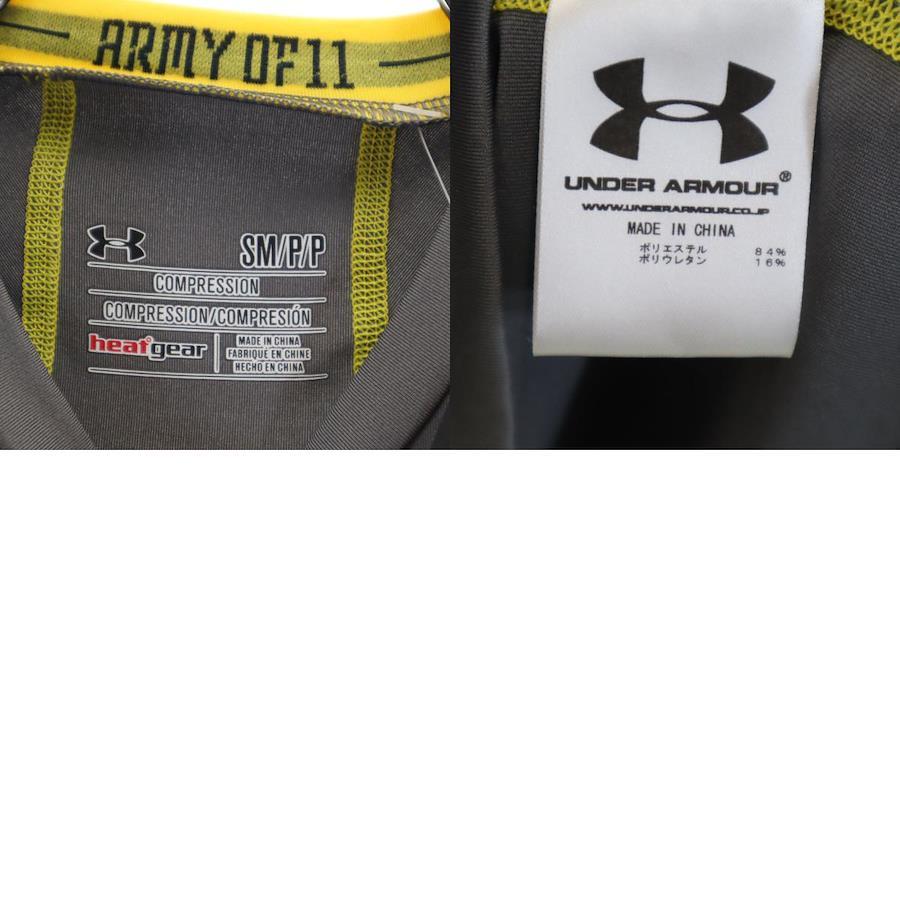 ARMY OF 11
SM/P/P
COMPRESSION
COMPRESSION/COMPRESIÓN
heatgear
MADE IN CHINA
FABRIQUÉ EN CHINE
HECHO EN CHINA
UNDER ARMOUR®
WWW.UNDERARMOUR.CO.JP
MADE IN CHINA
ポリエステル 84%
ポリウレタン 16%